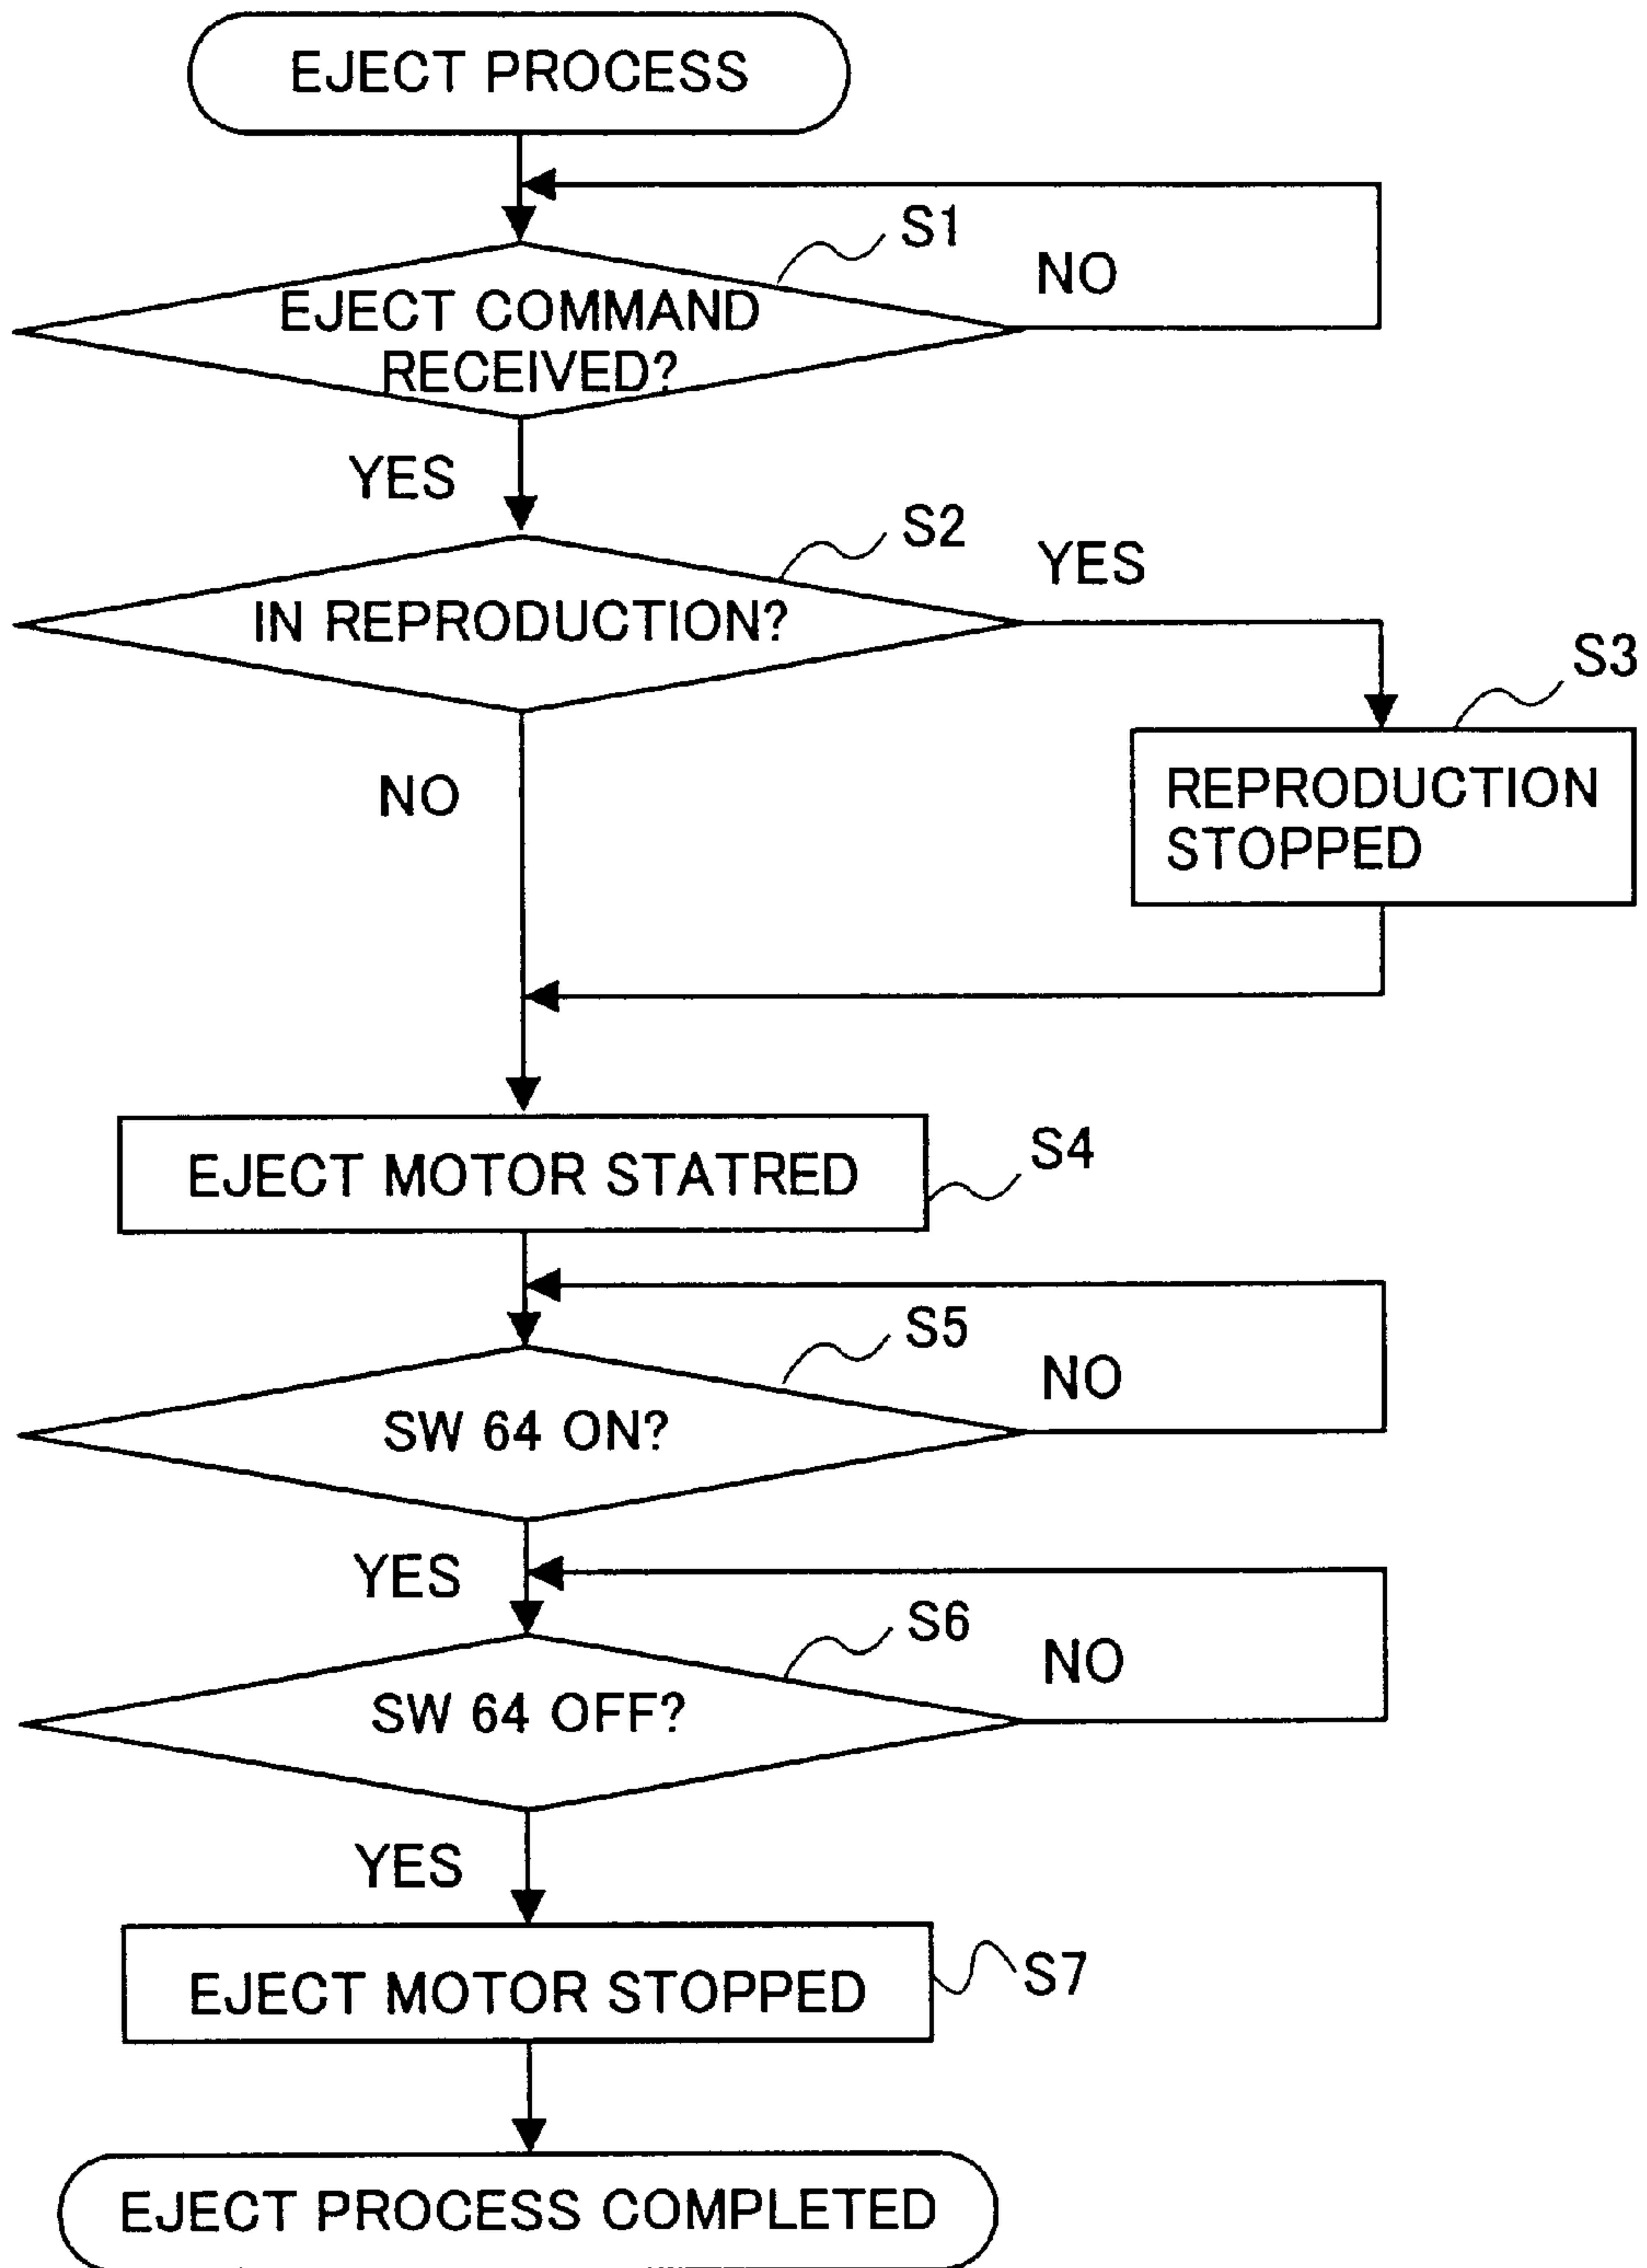 EJECT PROCESS
S1
NO
EJECT COMMAND
RECEIVED?
YES
S2
YES
IN REPRODUCTION?
S3
NO
REPRODUCTION
STOPPED
EJECT MOTOR STATRED
S4
S5
NO
SW 64 ON?
YES
S6
NO
SW 64 OFF?
YES
EJECT MOTOR STOPPED
S7
EJECT PROCESS COMPLETED